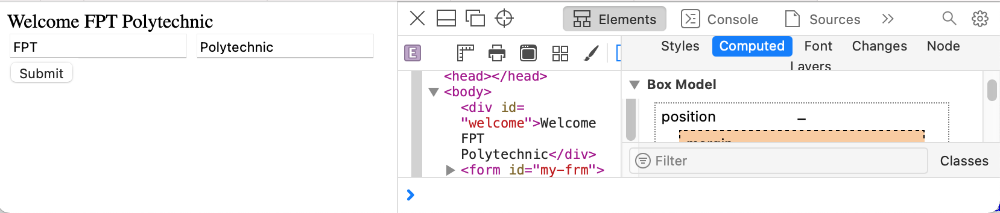 Welcome FPT Polytechnic
FPT
Polytechnic
Submit
Elements
Console
Sources
E
Styles
Computed
Font
Changes
Node
Layers
<head></head>
<body>
<div id=
"welcome">Welcome
FPT
Polytechnic</div>
<form id="my-frm">
Box Model
position
–
margin
Filter
Classes